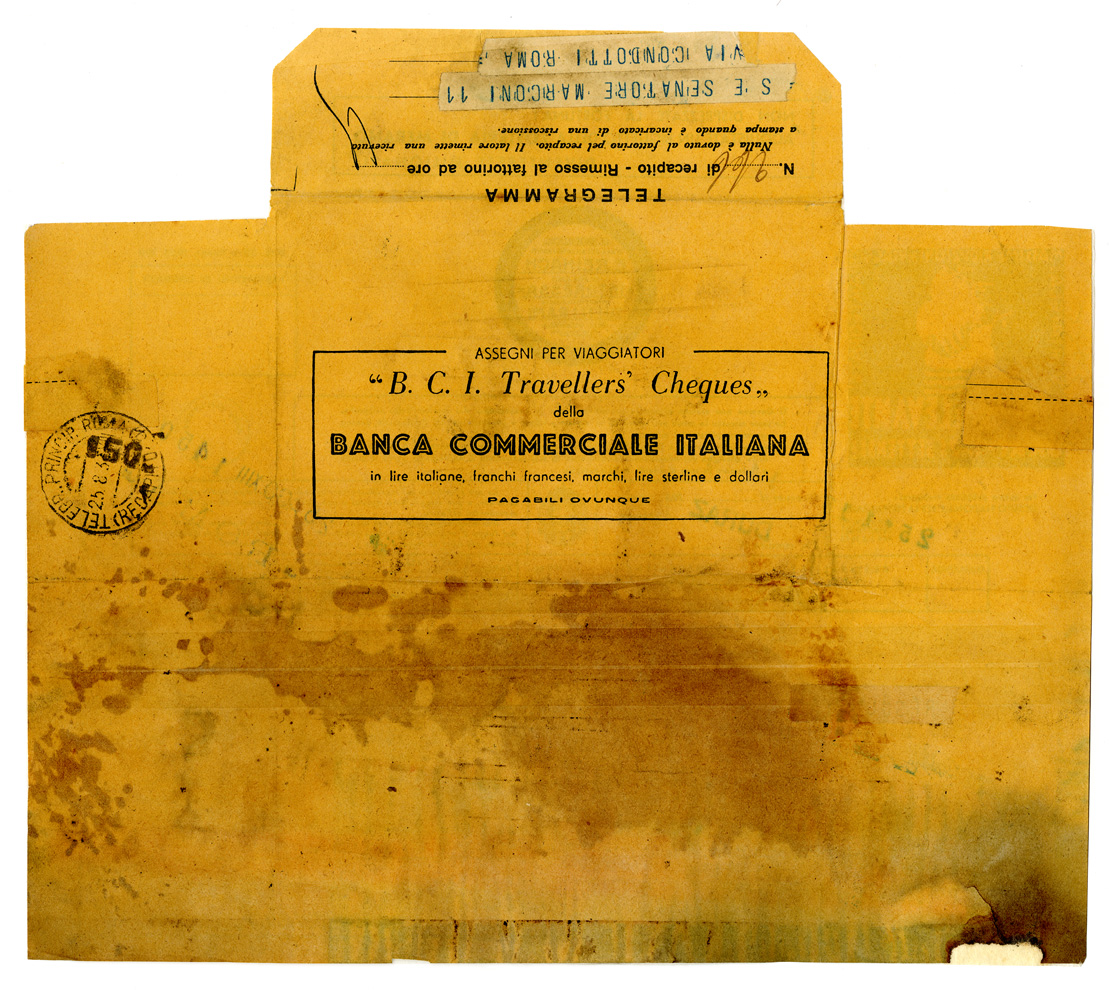 TELEGRAMMA
N. di recapito - Rimesso al fattorino ad ore
Nulla è dovuto al fattorino pel recapito. Il latore rimette una ricevuta
a stampa quando è incaricato di una riscossione.
S E SENATORE MARCONI 11
VIA CONDOTTI ROMA
ASSEGNI PER VIAGGIATORI
“B. C. I. Travellers' Cheques„
della
BANCA COMMERCIALE ITALIANA
in lire italiane, franchi francesi, marchi, lire sterline e dollari
PAGABILI OVUNQUE
TELEGR. PRINCIP. ROMA
(RECAPITO)